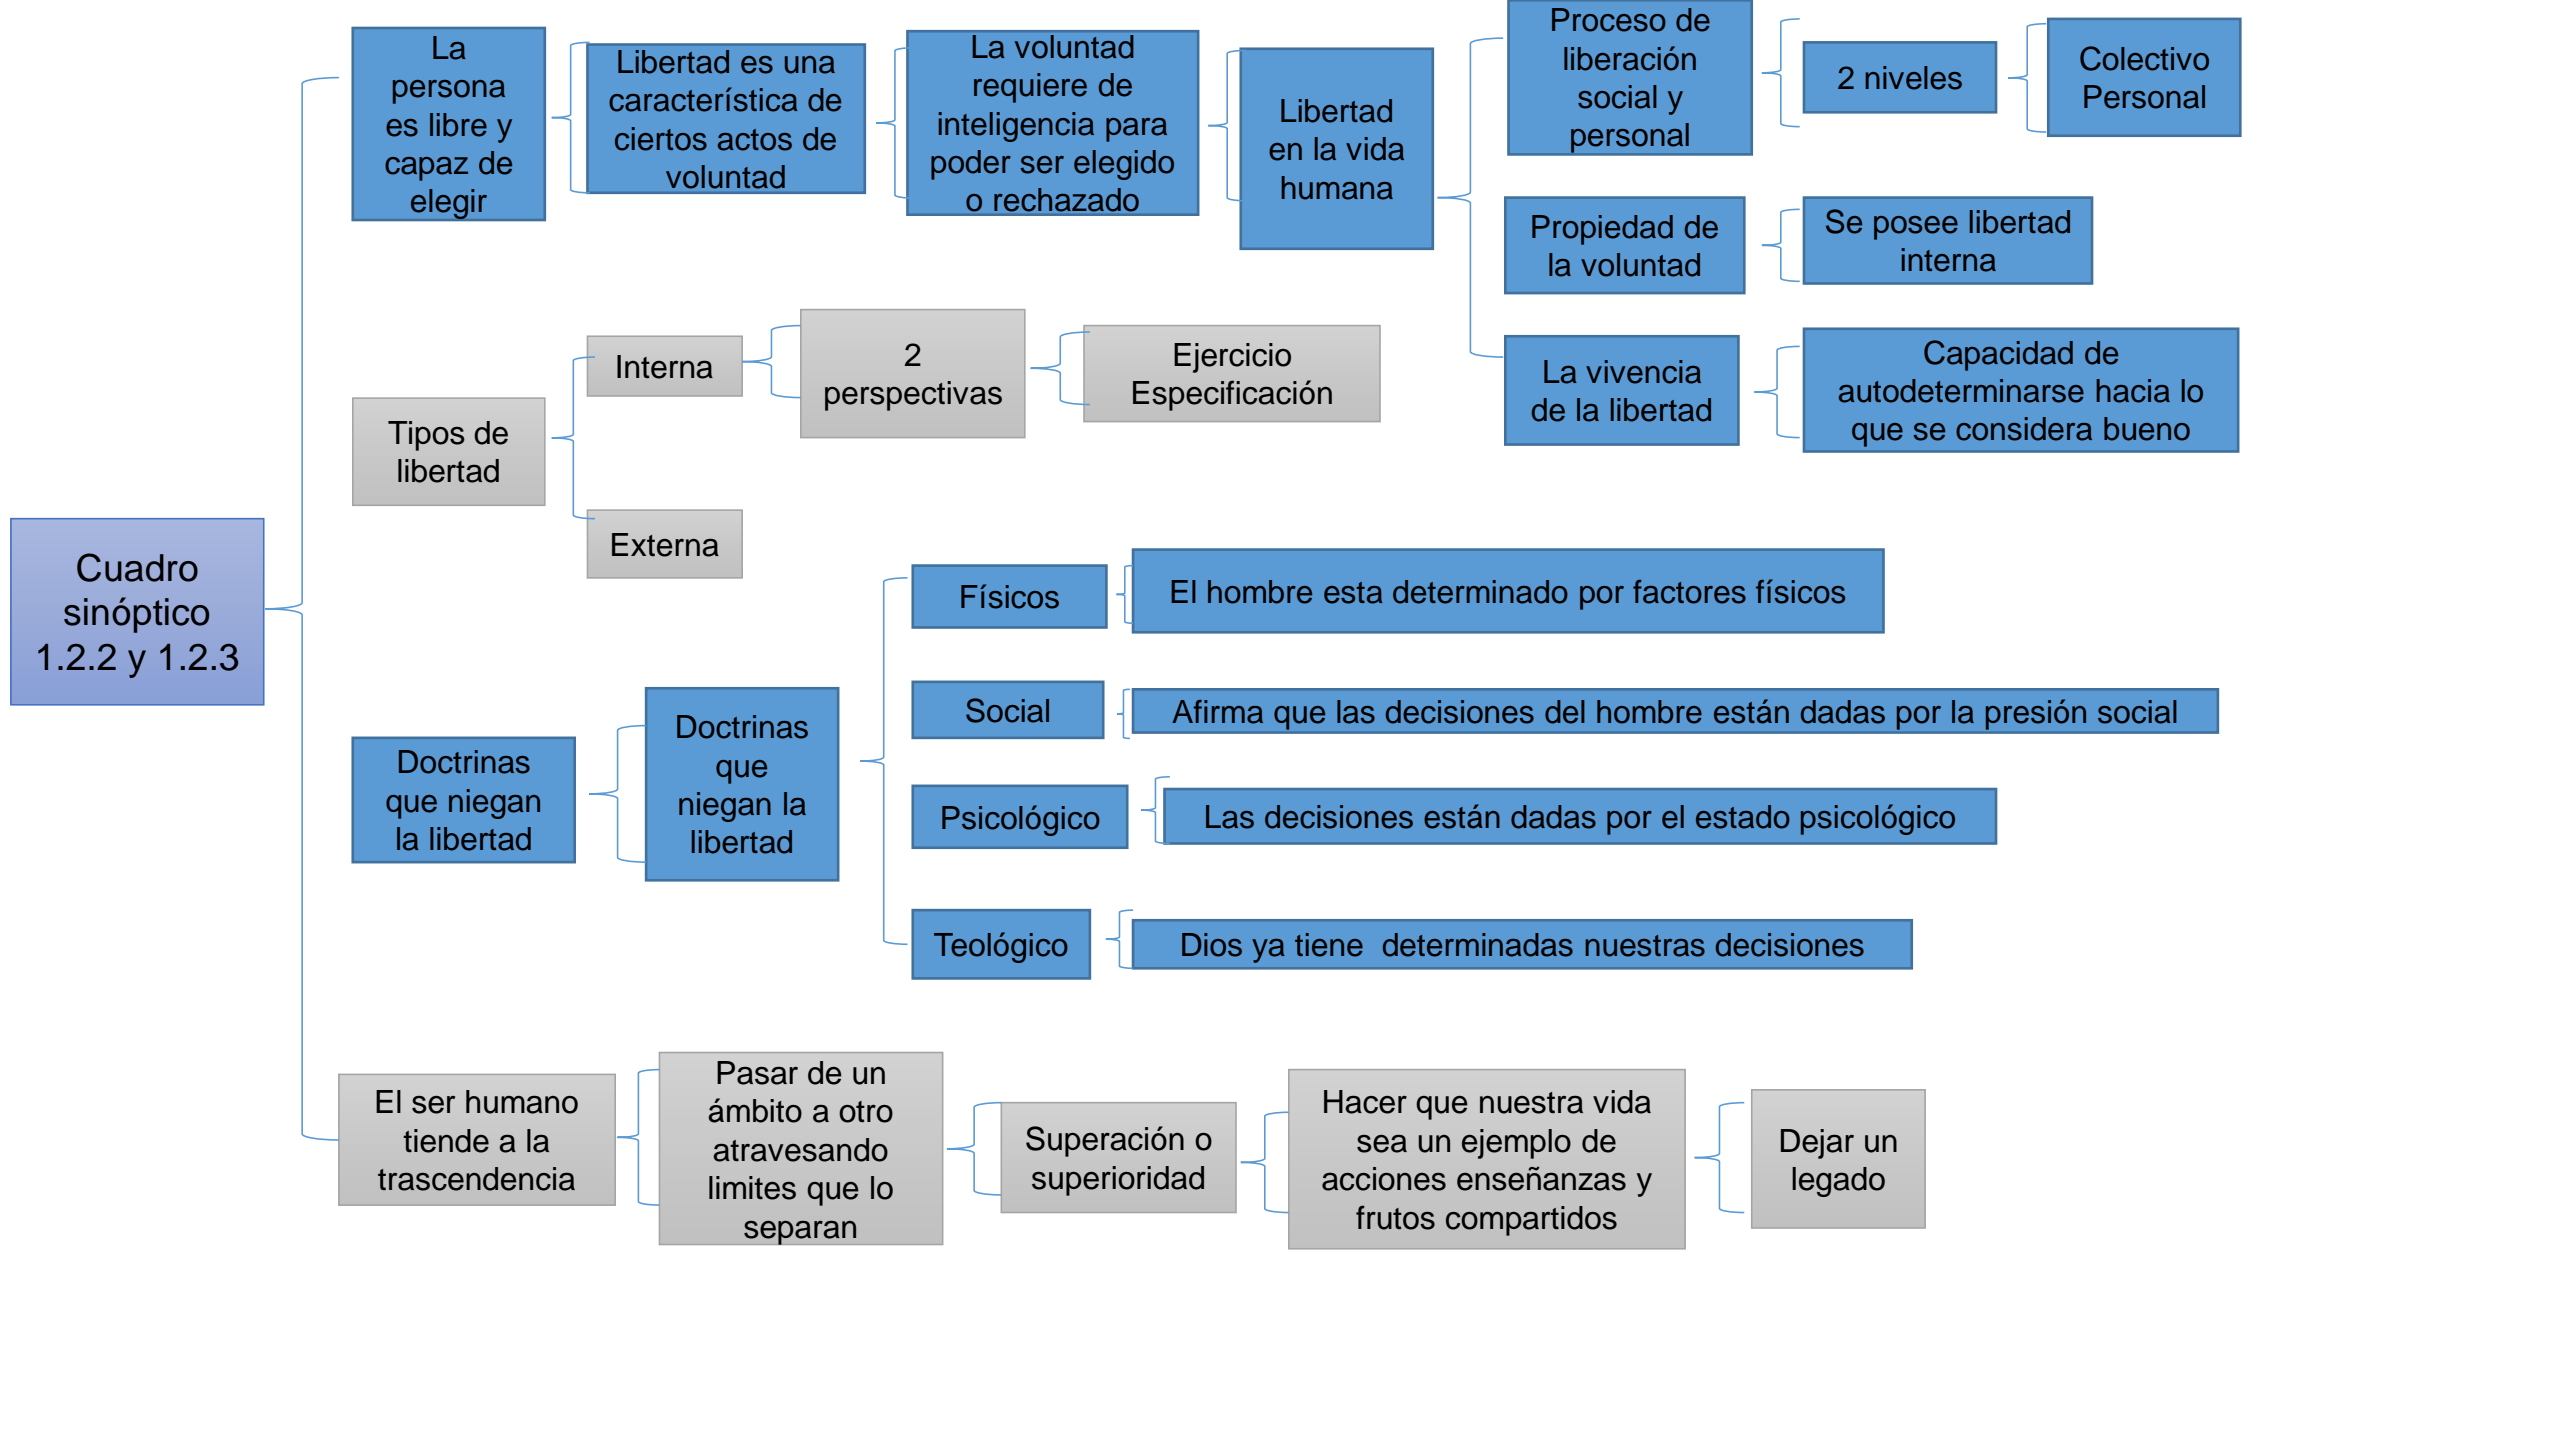 Cuadro
sinóptico
1.2.2 y 1.2.3
La
persona
es libre y
capaz de
elegir
Libertad es una
característica de
ciertos actos de
voluntad
La voluntad
requiere de
inteligencia para
poder ser elegido
o rechazado
Libertad
en la vida
humana
Proceso de
liberación
social y
personal
2 niveles
Colectivo
Personal
Propiedad de
la voluntad
Se posee libertad
interna
La vivencia
de la libertad
Capacidad de
autodeterminarse hacia lo
que se considera bueno
Tipos de
libertad
Interna
2
perspectivas
Ejercicio
Especificación
Externa
Doctrinas
que niegan
la libertad
Doctrinas
que
niegan la
libertad
Físicos
El hombre esta determinado por factores físicos
Social
Afirma que las decisiones del hombre están dadas por la presión social
Psicológico
Las decisiones están dadas por el estado psicológico
Teológico
Dios ya tiene  determinadas nuestras decisiones
El ser humano
tiende a la
trascendencia
Pasar de un
ámbito a otro
atravesando
limites que lo
separan
Superación o
superioridad
Hacer que nuestra vida
sea un ejemplo de
acciones enseñanzas y
frutos compartidos
Dejar un
legado